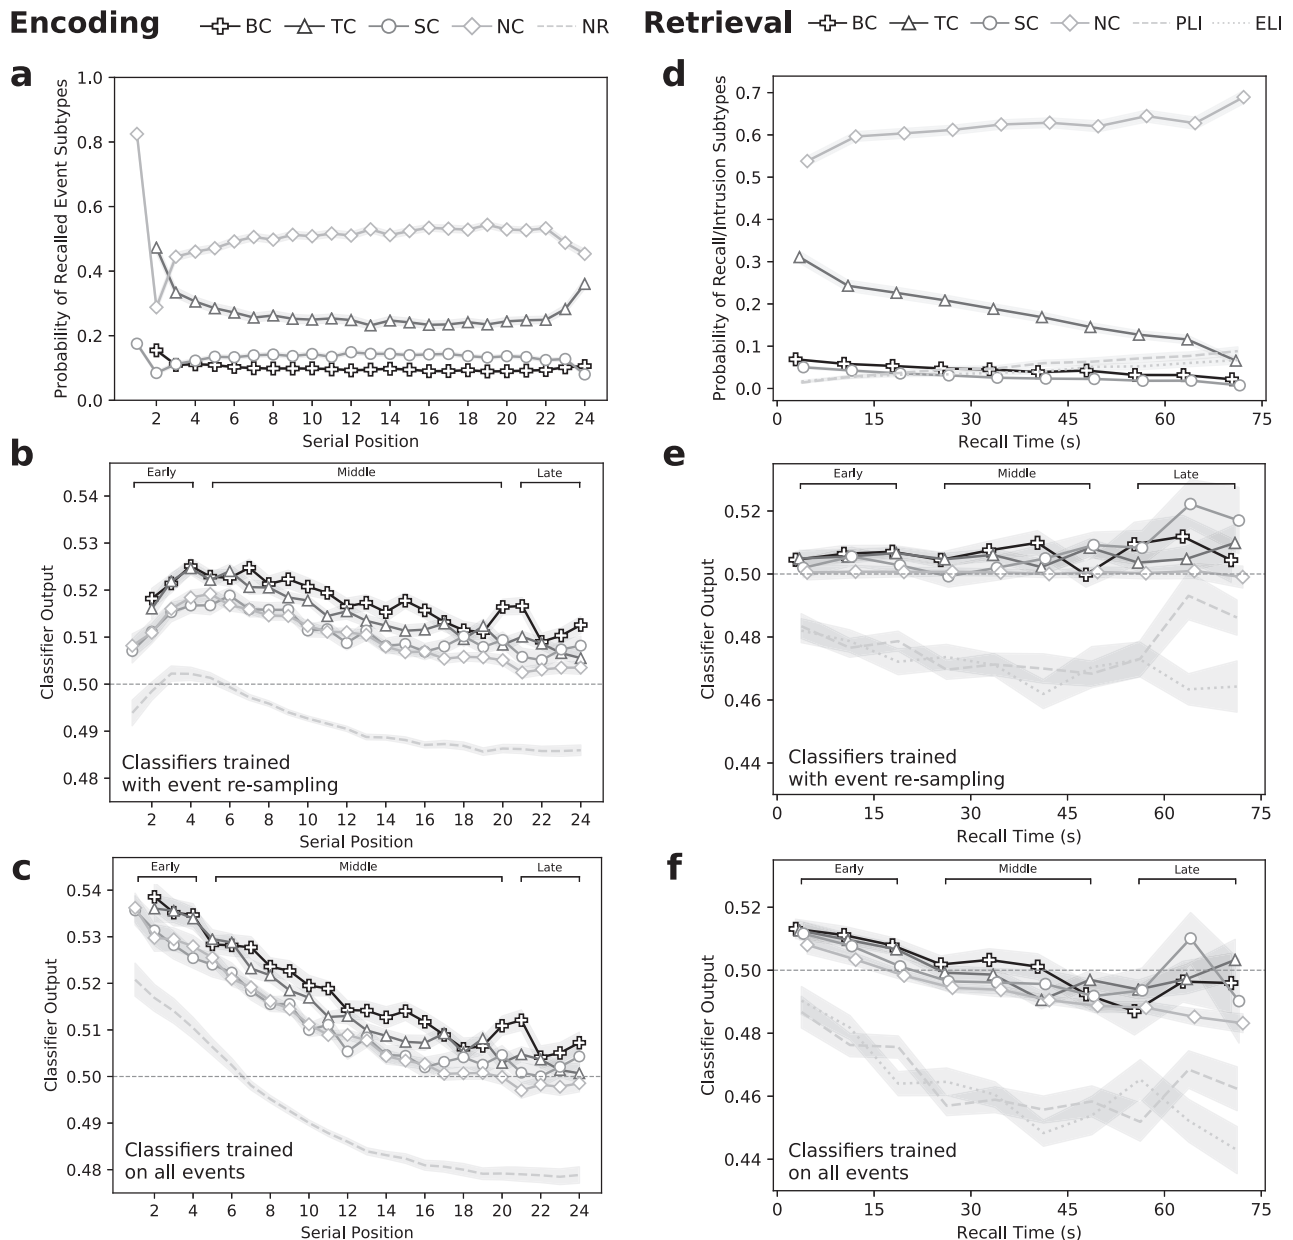 Encoding BC TC SC NC NR
Retrieval BC TC SC NC PLI ELI
a
Probability of Recalled Event Subtypes
1.0
0.8
0.6
0.4
0.2
0.0
2 4 6 8 10 12 14 16 18 20 22 24
Serial Position
b
Early Middle Late
Classifier Output
0.54
0.53
0.52
0.51
0.50
0.49
0.48
Classifiers trained
with event re-sampling
2 4 6 8 10 12 14 16 18 20 22 24
Serial Position
c
Early Middle Late
Classifier Output
0.54
0.53
0.52
0.51
0.50
0.49
0.48
Classifiers trained
on all events
2 4 6 8 10 12 14 16 18 20 22 24
Serial Position
d
Probability of Recall/Intrusion Subtypes
0.7
0.6
0.5
0.4
0.3
0.2
0.1
0.0
0 15 30 45 60 75
Recall Time (s)
e
Early Middle Late
Classifier Output
0.52
0.50
0.48
0.46
0.44
Classifiers trained
with event re-sampling
0 15 30 45 60 75
Recall Time (s)
f
Early Middle Late
Classifier Output
0.52
0.50
0.48
0.46
0.44
Classifiers trained
on all events
0 15 30 45 60 75
Recall Time (s)